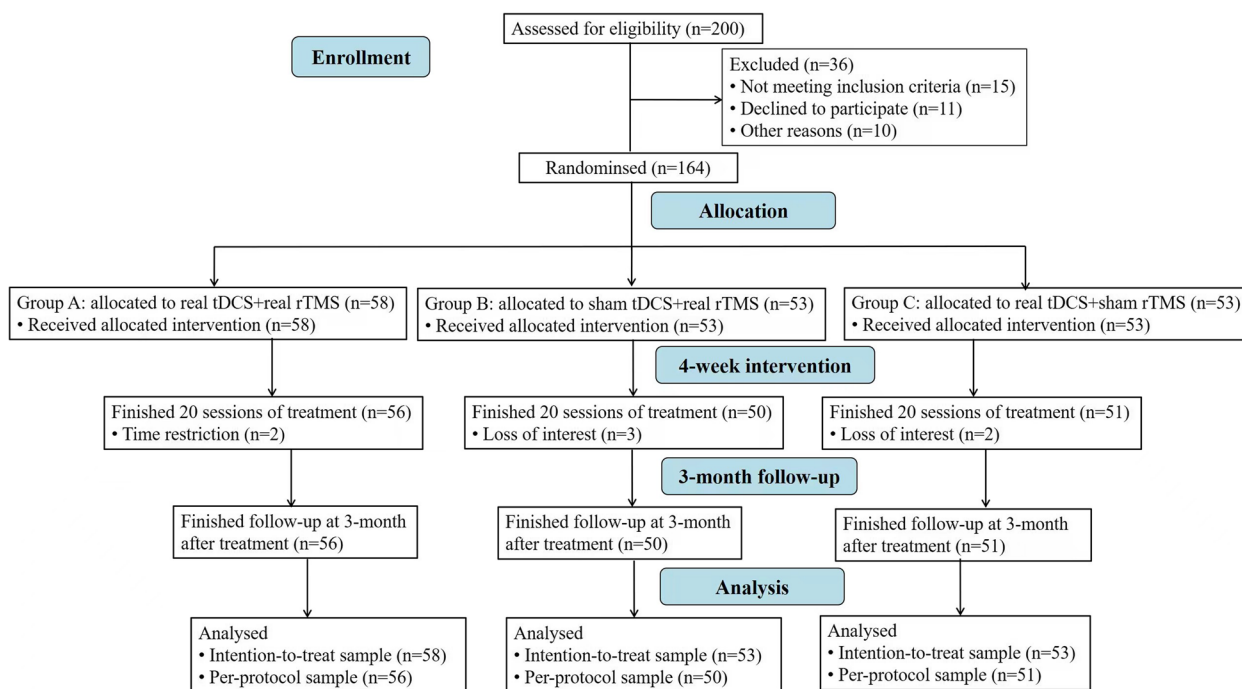 Assessed for eligibility (n=200)
Enrollment
Excluded (n=36)
• Not meeting inclusion criteria (n=15)
• Declined to participate (n=11)
• Other reasons (n=10)
Randominsed (n=164)
Allocation
Group A: allocated to real tDCS+real rTMS (n=58)
• Received allocated intervention (n=58)
Group B: allocated to sham tDCS+real rTMS (n=53)
• Received allocated intervention (n=53)
Group C: allocated to real tDCS+sham rTMS (n=53)
• Received allocated intervention (n=53)
4-week intervention
Finished 20 sessions of treatment (n=56)
• Time restriction (n=2)
Finished 20 sessions of treatment (n=50)
• Loss of interest (n=3)
Finished 20 sessions of treatment (n=51)
• Loss of interest (n=2)
3-month follow-up
Finished follow-up at 3-month
after treatment (n=56)
Finished follow-up at 3-month
after treatment (n=50)
Finished follow-up at 3-month
after treatment (n=51)
Analysis
Analysed
• Intention-to-treat sample (n=58)
• Per-protocol sample (n=56)
Analysed
• Intention-to-treat sample (n=53)
• Per-protocol sample (n=50)
Analysed
• Intention-to-treat sample (n=53)
• Per-protocol sample (n=51)